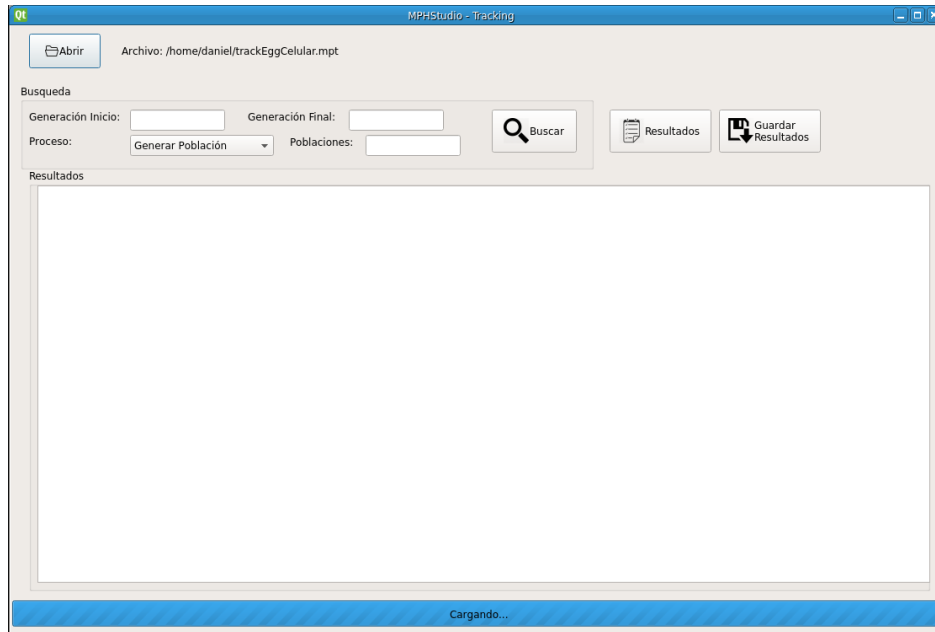 Qt
MPHStudio - Tracking
Abrir
Archivo: /home/daniel/trackEggCelular.mpt
Busqueda
Generación Inicio:
Generación Final:
Proceso:
Generar Población
Poblaciones:
Buscar
Resultados
Guardar
Resultados
Resultados
Cargando...